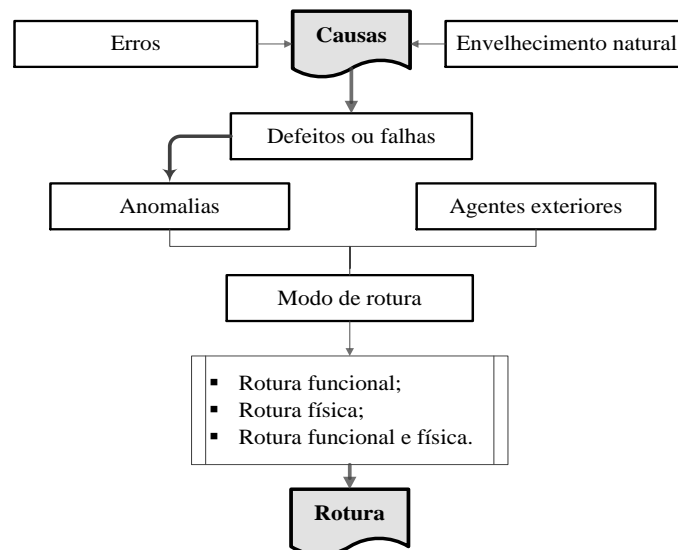 Erros
Causas
Envelhecimento natural
Defeitos ou falhas
Anomalias
Agentes exteriores
Modo de rotura
▪ Rotura funcional;
▪ Rotura física;
▪ Rotura funcional e física.
Rotura